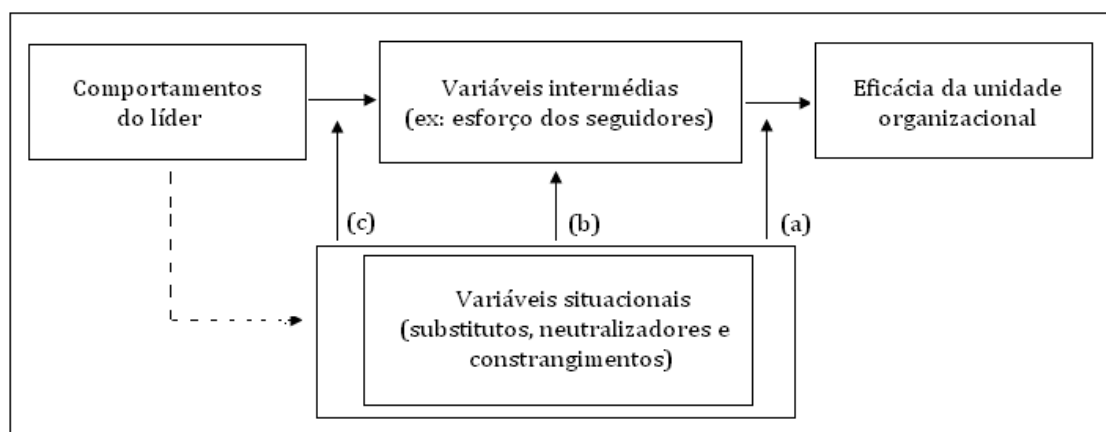 Comportamentos
do líder
Variáveis intermédias
(ex: esforço dos seguidores)
Eficácia da unidade
organizacional
(c)
(b)
(a)
Variáveis situacionais
(substitutos, neutralizadores e
constrangimentos)